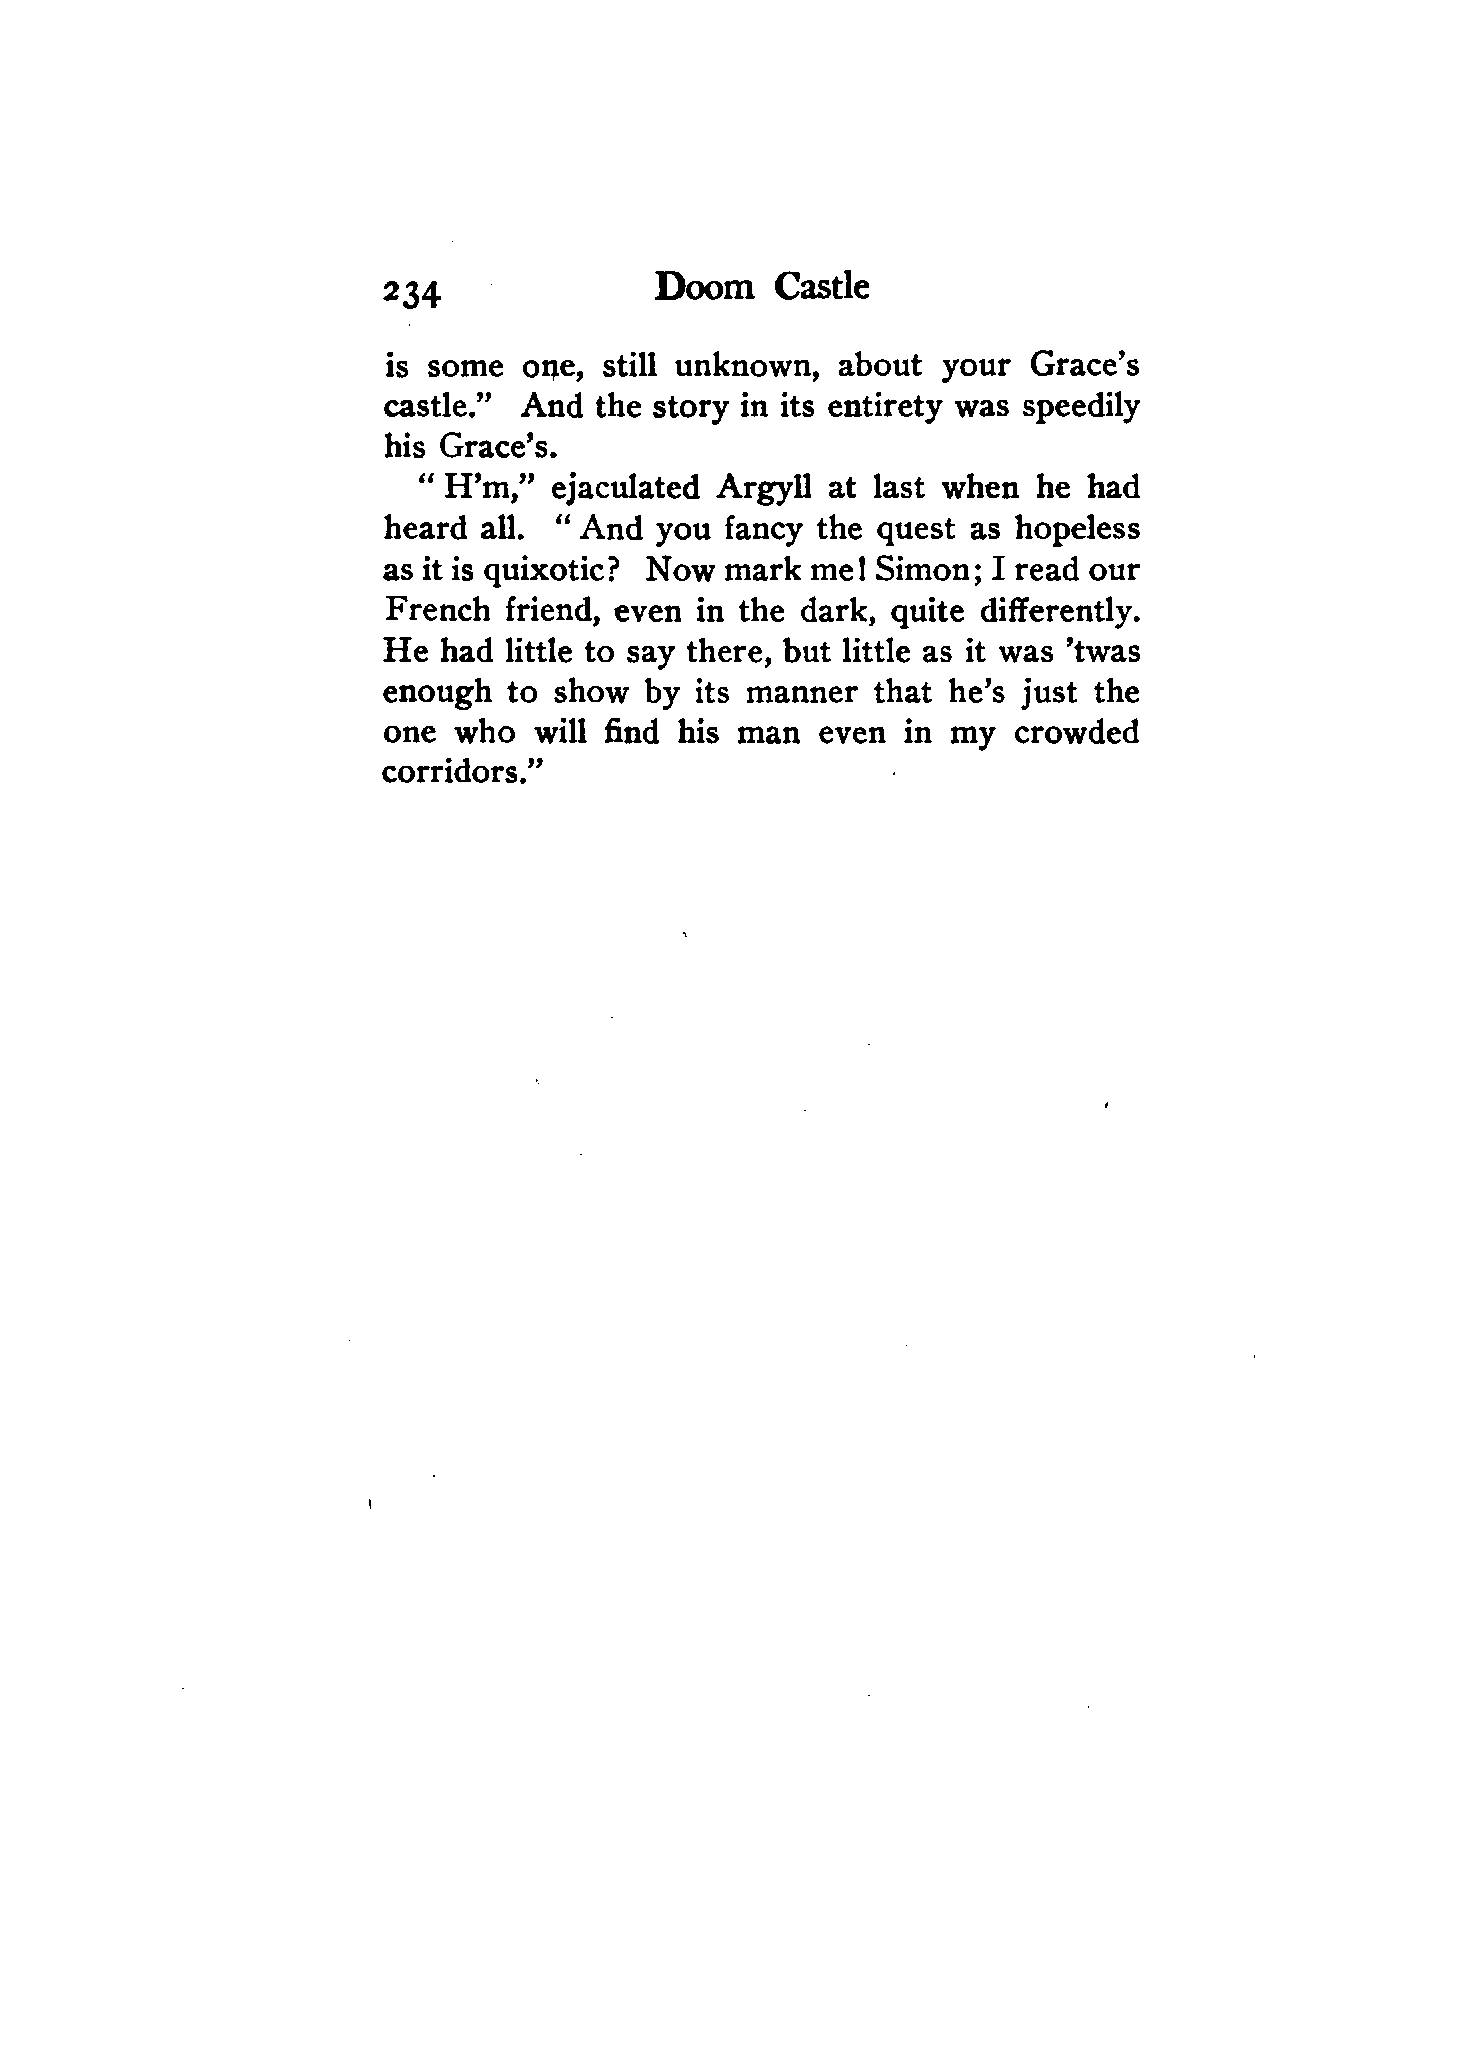 234 Doom Castle
is some one, still unknown, about your Grace's
castle." And the story in its entirety was speedily
his Grace's.
"H'm," ejaculated Argyll at last when he had
heard all. "And you fancy the quest as hopeless
as it is quixotic? Now mark me! Simon; I read our
French friend, even in the dark, quite differently.
He had little to say there, but little as it was 'twas
enough to show by its manner that he's just the
one who will find his man even in my crowded
corridors."